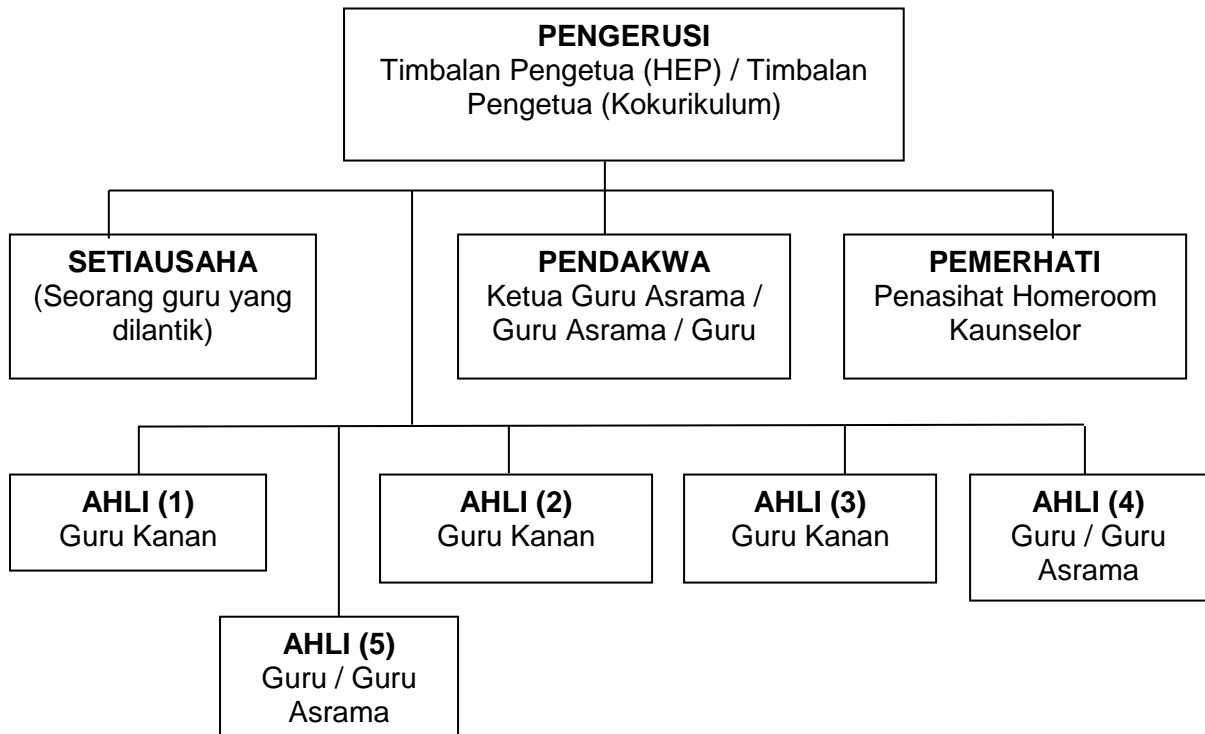 PENGERUSI
Timbalan Pengetua (HEP) / Timbalan
Pengetua (Kokurikulum)
SETIAUSAHA
(Seorang guru yang
dilantik)
PENDAKWA
Ketua Guru Asrama /
Guru Asrama / Guru
PEMERHATI
Penasihat Homeroom
Kaunselor
AHLI (1)
Guru Kanan
AHLI (2)
Guru Kanan
AHLI (3)
Guru Kanan
AHLI (4)
Guru / Guru
Asrama
AHLI (5)
Guru / Guru
Asrama